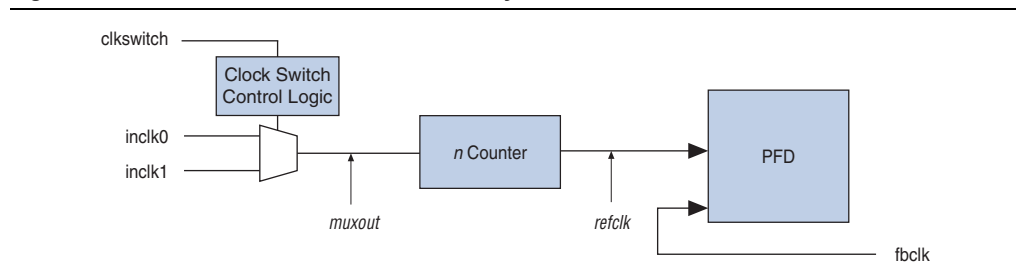 clkswitch
Clock Switch
Control Logic
inclk0
inclk1
n Counter
PFD
muxout
refclk
fbclk